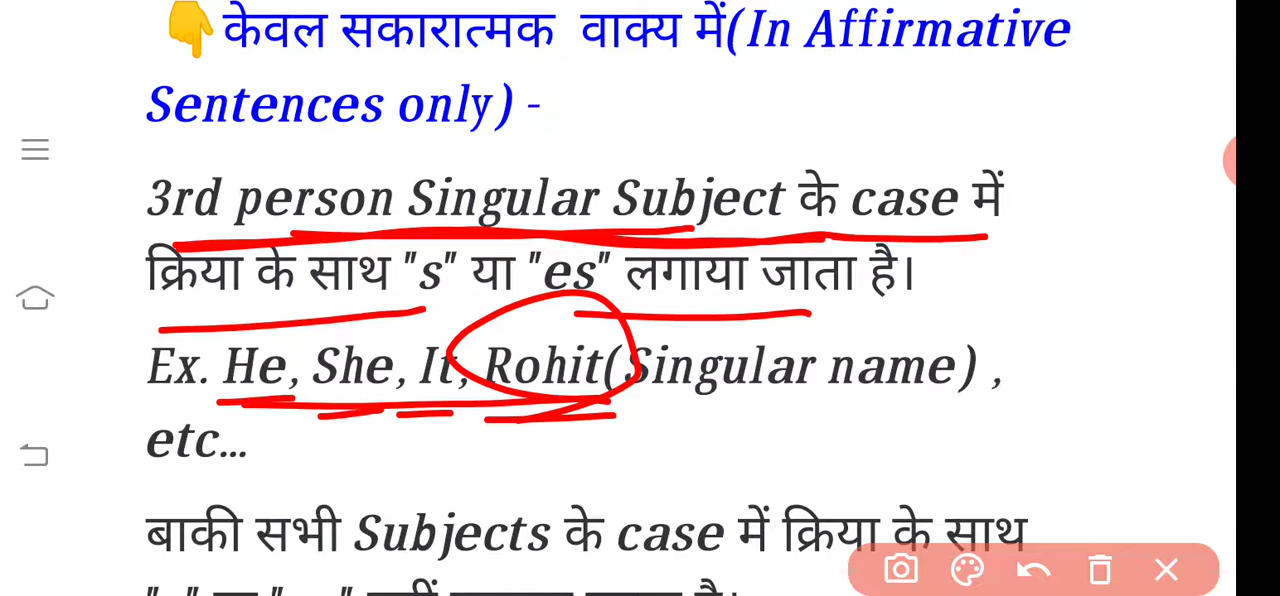 👇केवल सकारात्मक वाक्य में(In Affirmative
Sentences only) -
3rd person Singular Subject के case में
क्रिया के साथ "s" या "es" लगाया जाता है।
Ex. He, She, It, Rohit(Singular name) ,
etc...
बाकी सभी Subjects के case में क्रिया के साथ